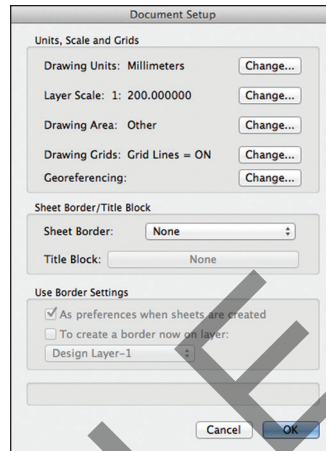 Document Setup
Units, Scale and Grids
Drawing Units: Millimeters Change...
Layer Scale: 1: 200.000000 Change...
Drawing Area: Other Change...
Drawing Grids: Grid Lines = ON Change...
Georeferencing: Change...
Sheet Border/Title Block
Sheet Border: None
Title Block: None
Use Border Settings
As preferences when sheets are created
To create a border now on layer:
Design Layer-1
Cancel OK